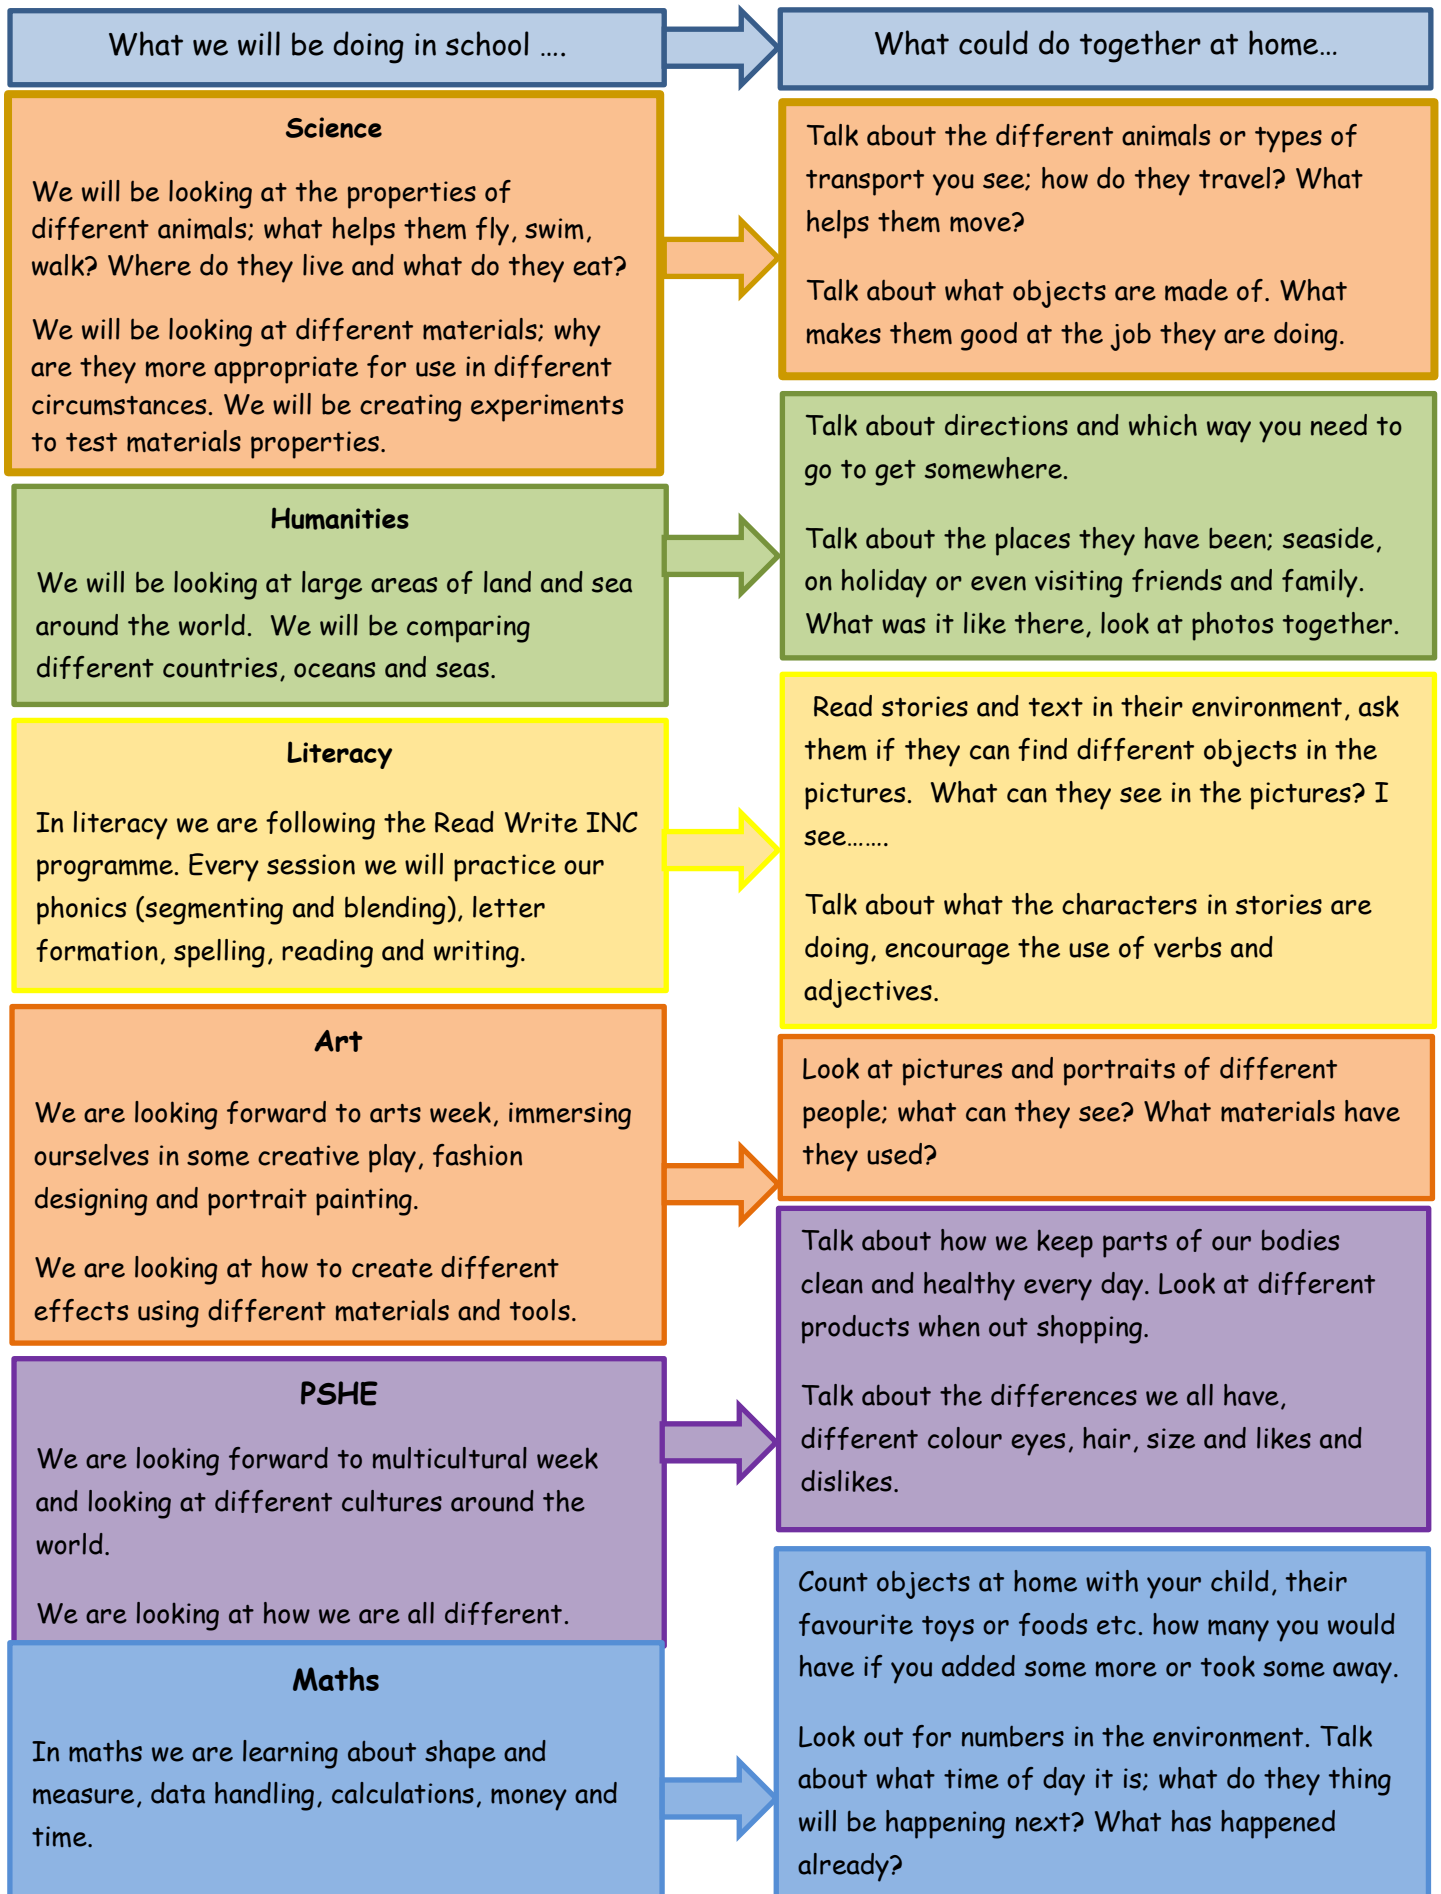 What we will be doing in school ….
What could do together at home…
Science
We will be looking at the properties of
different animals; what helps them fly, swim,
walk? Where do they live and what do they eat?
We will be looking at different materials; why
are they more appropriate for use in different
circumstances. We will be creating experiments
to test materials properties.
Talk about the different animals or types of
transport you see; how do they travel? What
helps them move?
Talk about what objects are made of. What
makes them good at the job they are doing.
Humanities
We will be looking at large areas of land and sea
around the world.  We will be comparing
different countries, oceans and seas.
Talk about directions and which way you need to
go to get somewhere.
Talk about the places they have been; seaside,
on holiday or even visiting friends and family.
What was it like there, look at photos together.
Literacy
In literacy we are following the Read Write INC
programme. Every session we will practice our
phonics (segmenting and blending), letter
formation, spelling, reading and writing.
Read stories and text in their environment, ask
them if they can find different objects in the
pictures.  What can they see in the pictures? I
see…….
Talk about what the characters in stories are
doing, encourage the use of verbs and
adjectives.
Art
We are looking forward to arts week, immersing
ourselves in some creative play, fashion
designing and portrait painting.
We are looking at how to create different
effects using different materials and tools.
Look at pictures and portraits of different
people; what can they see? What materials have
they used?
PSHE
We are looking forward to multicultural week
and looking at different cultures around the
world.
We are looking at how we are all different.
Talk about how we keep parts of our bodies
clean and healthy every day. Look at different
products when out shopping.
Talk about the differences we all have,
different colour eyes, hair, size and likes and
dislikes.
Maths
In maths we are learning about shape and
measure, data handling, calculations, money and
time.
Count objects at home with your child, their
favourite toys or foods etc. how many you would
have if you added some more or took some away.
Look out for numbers in the environment. Talk
about what time of day it is; what do they thing
will be happening next? What has happened
already?